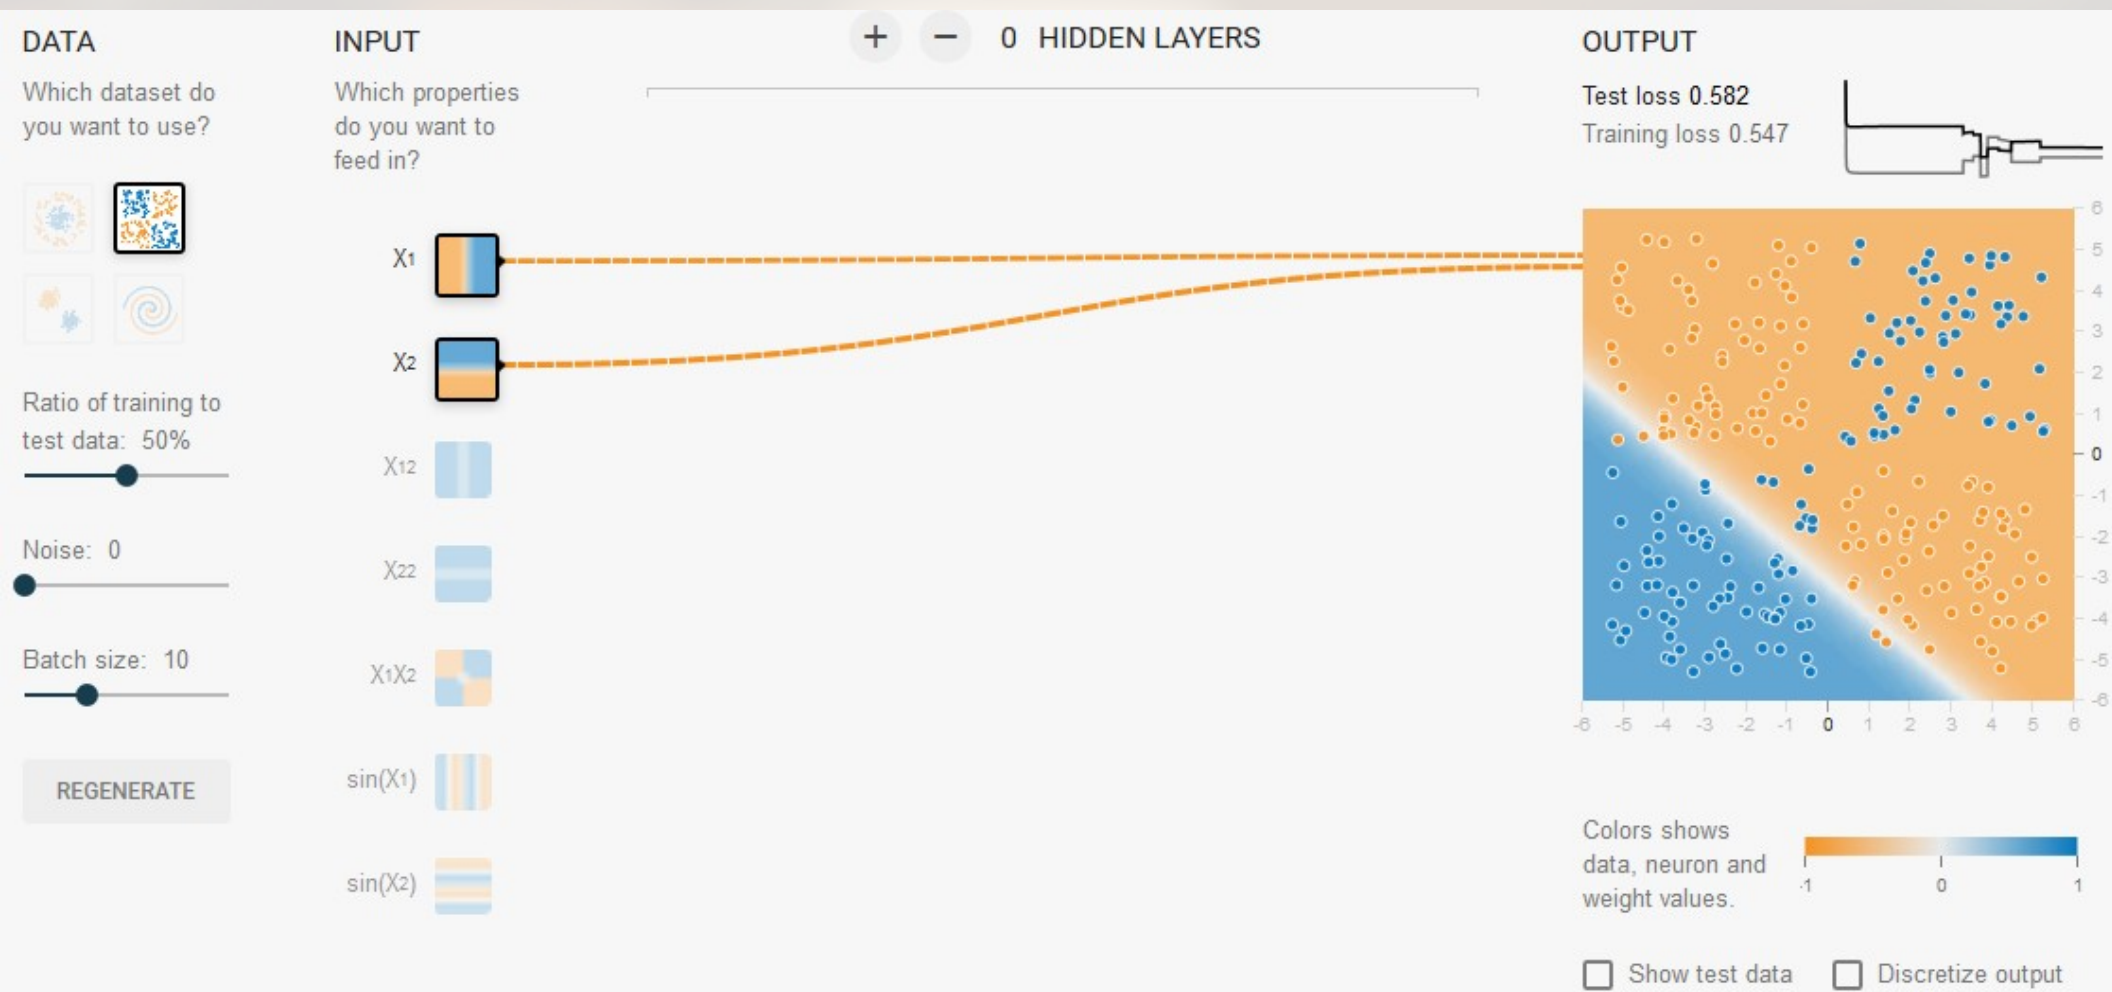 DATA
Which dataset do
you want to use?
Ratio of training to
test data: 50%
Noise: 0
Batch size: 10
REGENERATE
INPUT
Which properties
do you want to
feed in?
X1
X2
X12
X22
X1X2
sin(X1)
sin(X2)
+ − 0 HIDDEN LAYERS
OUTPUT
Test loss 0.582
Training loss 0.547
6
5
4
3
2
1
0
-1
-2
-3
-4
-5
-6
-6 -5 -4 -3 -2 -1 0 1 2 3 4 5 6
Colors shows
data, neuron and
weight values.
-1 0 1
Show test data
Discretize output